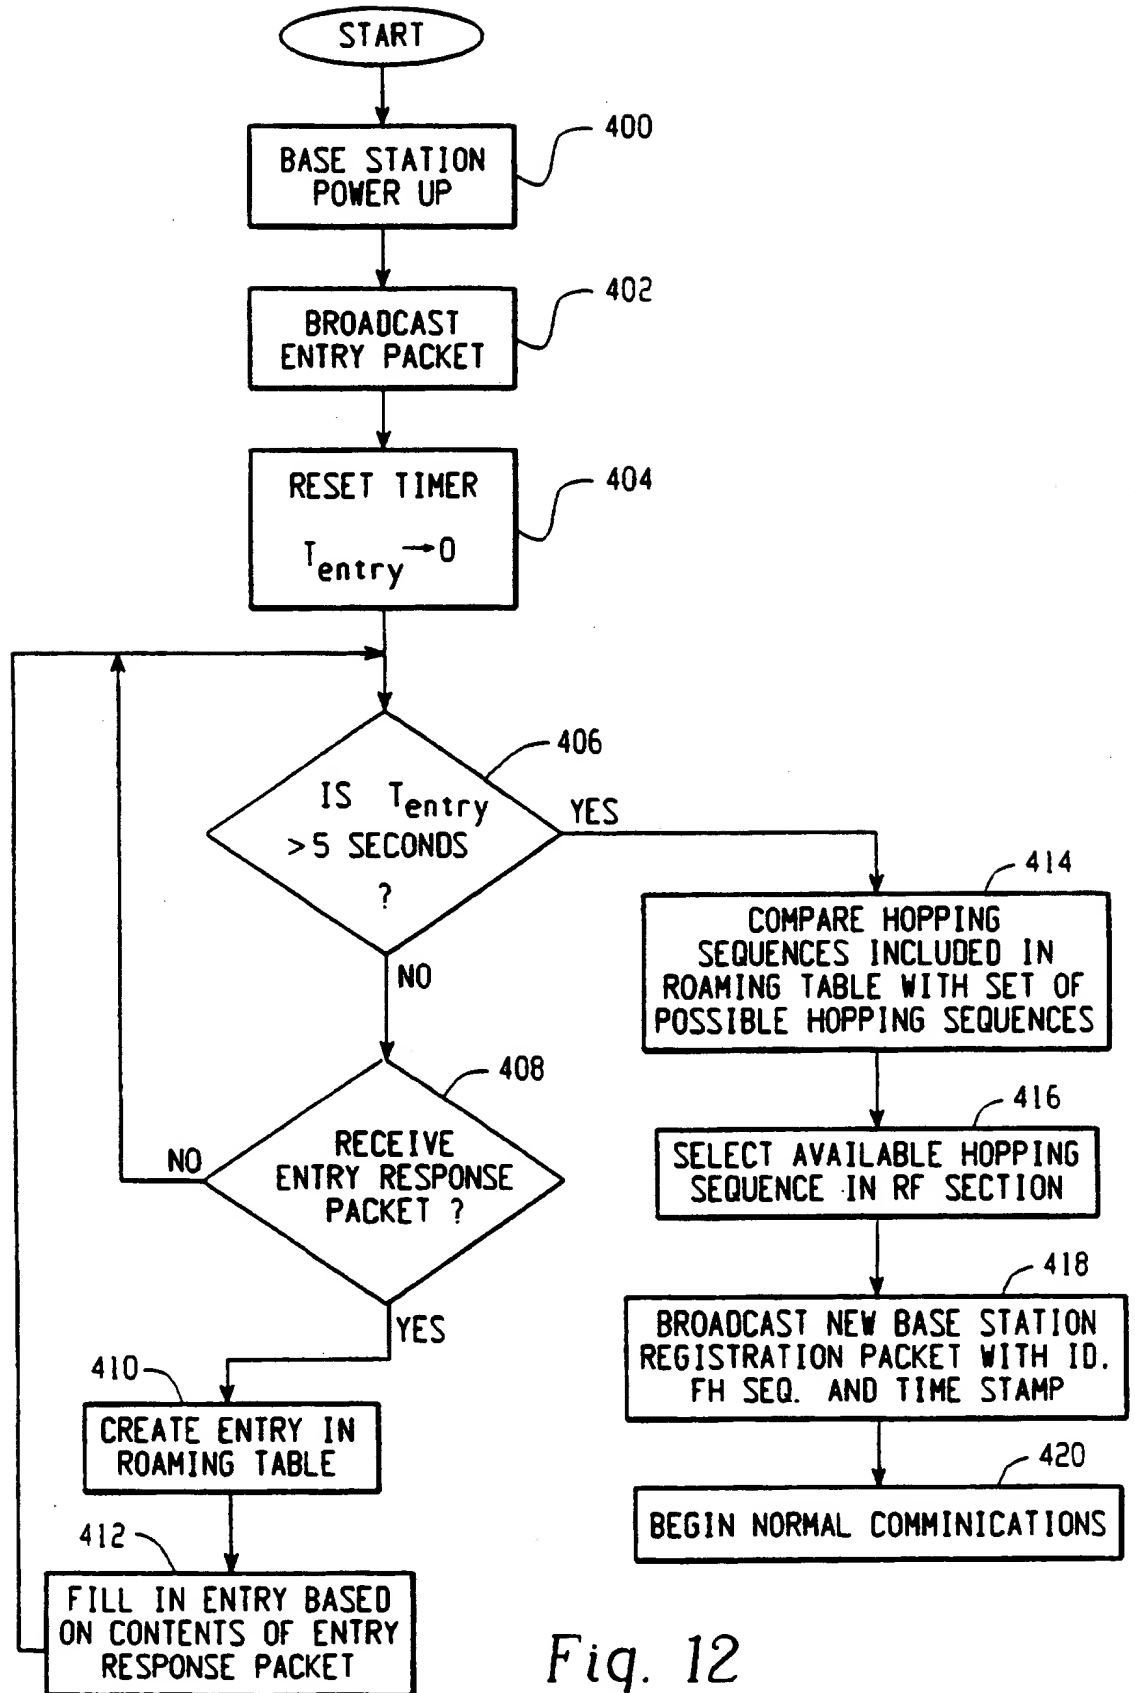 START
400
BASE STATION
POWER UP
402
BROADCAST
ENTRY PACKET
404
RESET TIMER
Tentry→0
406
IS Tentry
>5 SECONDS
?
YES
NO
414
COMPARE HOPPING
SEQUENCES INCLUDED IN
ROAMING TABLE WITH SET OF
POSSIBLE HOPPING SEQUENCES
408
RECEIVE
ENTRY RESPONSE
PACKET ?
NO
YES
416
SELECT AVAILABLE HOPPING
SEQUENCE IN RF SECTION
418
BROADCAST NEW BASE STATION
REGISTRATION PACKET WITH ID.
FH SEQ. AND TIME STAMP
410
CREATE ENTRY IN
ROAMING TABLE
420
BEGIN NORMAL COMMINICATIONS
412
FILL IN ENTRY BASED
ON CONTENTS OF ENTRY
RESPONSE PACKET
Fig. 12